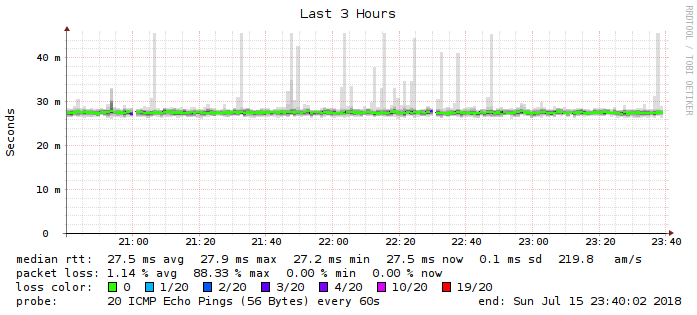 Last 3 Hours
RRDTOOL / TOBI OETIKER
Seconds
40 m
30 m
20 m
10 m
0
21:00 21:20 21:40 22:00 22:20 22:40 23:00 23:20 23:40
median rtt: 27.5 ms avg 27.9 ms max 27.2 ms min 27.5 ms now 0.1 ms sd 219.8 am/s
packet loss: 1.14 % avg 88.33 % max 0.00 % min 0.00 % now
loss color: 0 1/20 2/20 3/20 4/20 10/20 19/20
probe: 20 ICMP Echo Pings (56 Bytes) every 60s end: Sun Jul 15 23:40:02 2018